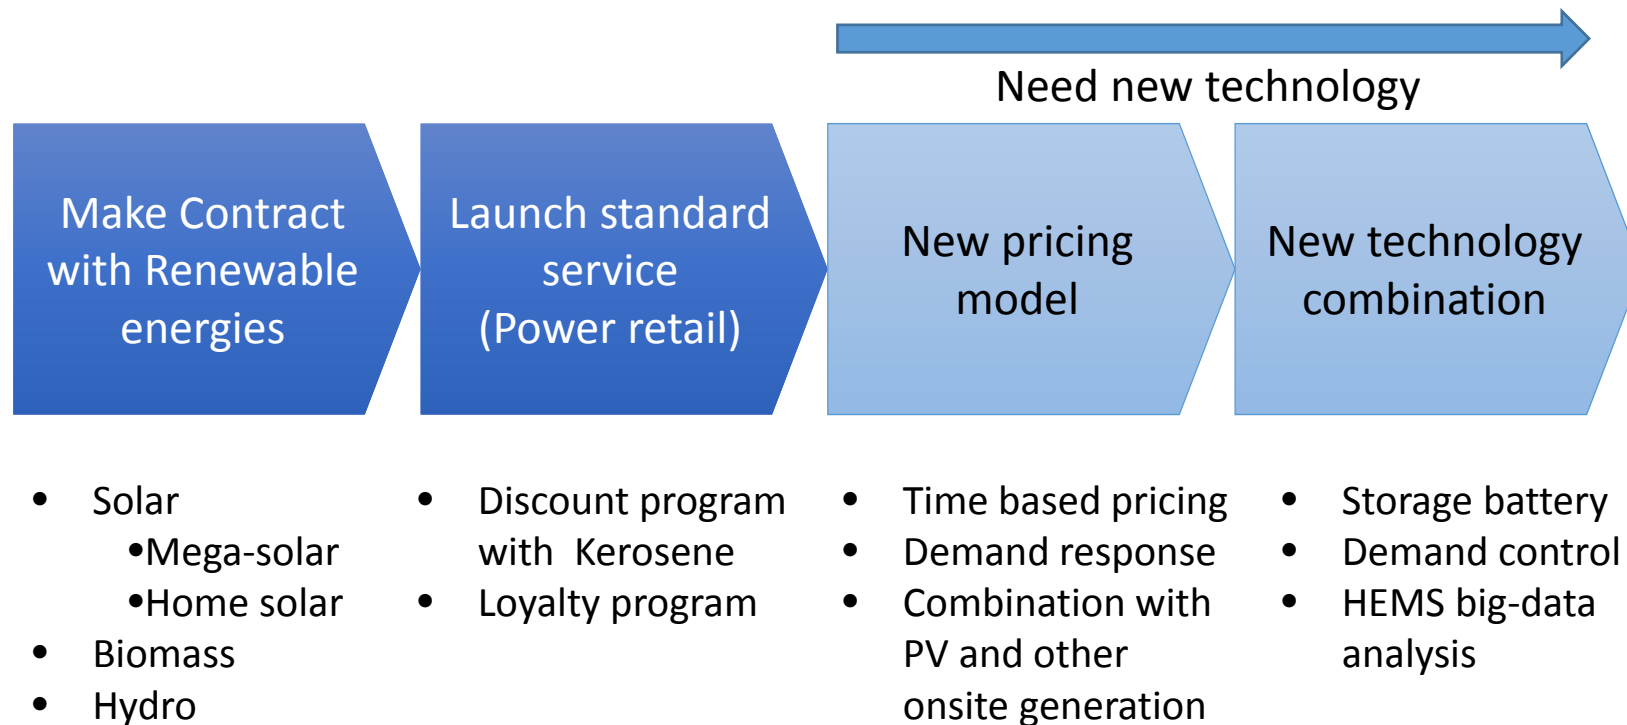 Need new technology
Make Contract
with Renewable
energies
Launch standard
service
(Power retail)
New pricing
model
New technology
combination
• Solar
•Mega-solar
•Home solar
• Biomass
• Hydro
• Discount program
with Kerosene
• Loyalty program
• Time based pricing
• Demand response
• Combination with
PV and other
onsite generation
• Storage battery
• Demand control
• HEMS big-data
analysis